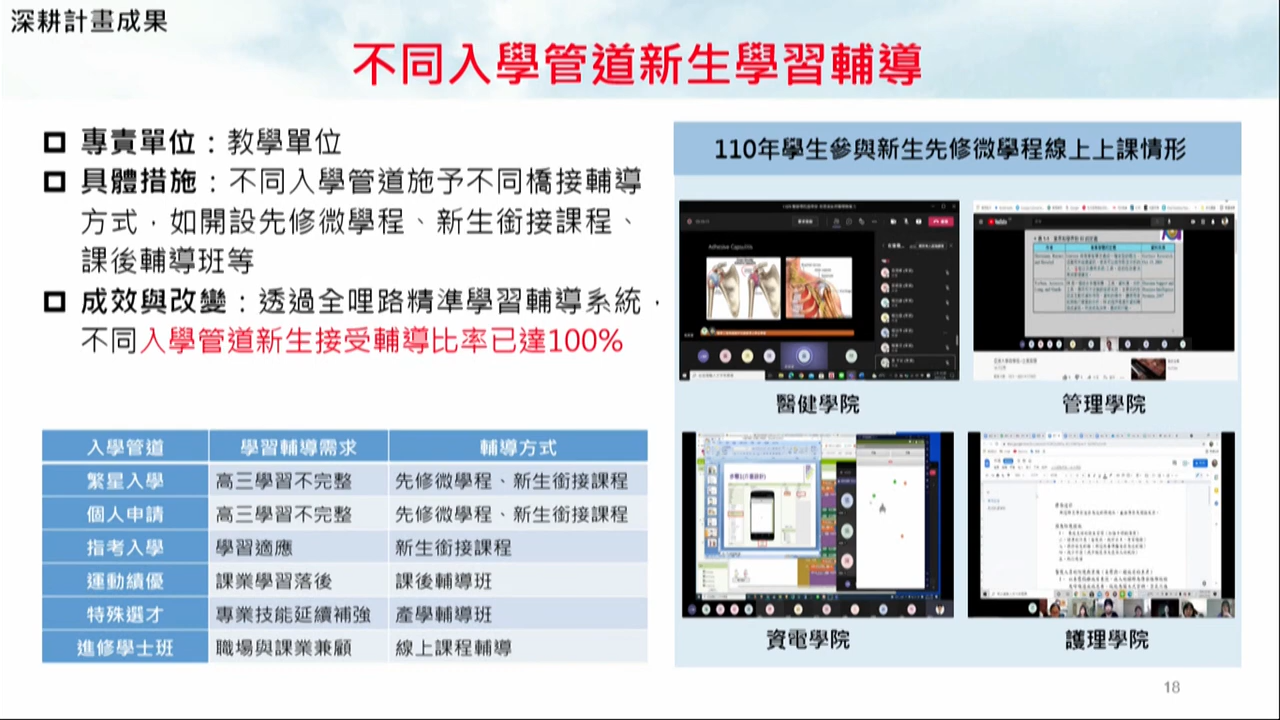 深耕計畫成果
不同入學管道新生學習輔導
專責單位：教學單位
具體措施：不同入學管道施予不同橋接輔導
方式，如開設先修微學程、新生銜接課程、
課後輔導班等
成效與改變：透過全哩路精準學習輔導系統，
不同入學管道新生接受輔導比率已達100%
入學管道 學習輔導需求 輔導方式
繁星入學 高三學習不完整 先修微學程、新生銜接課程
個人申請 高三學習不完整 先修微學程、新生銜接課程
指考入學 學習適應 新生銜接課程
運動績優 課業學習落後 課後輔導班
特殊選才 專業技能延續補強 產學輔導班
進修學士班 職場與課業兼顧 線上課程輔導
110年學生參與新生先修微學程線上上課情形
Adhesive Capsulitis
醫健學院
管理學院
資電學院
護理學院
18